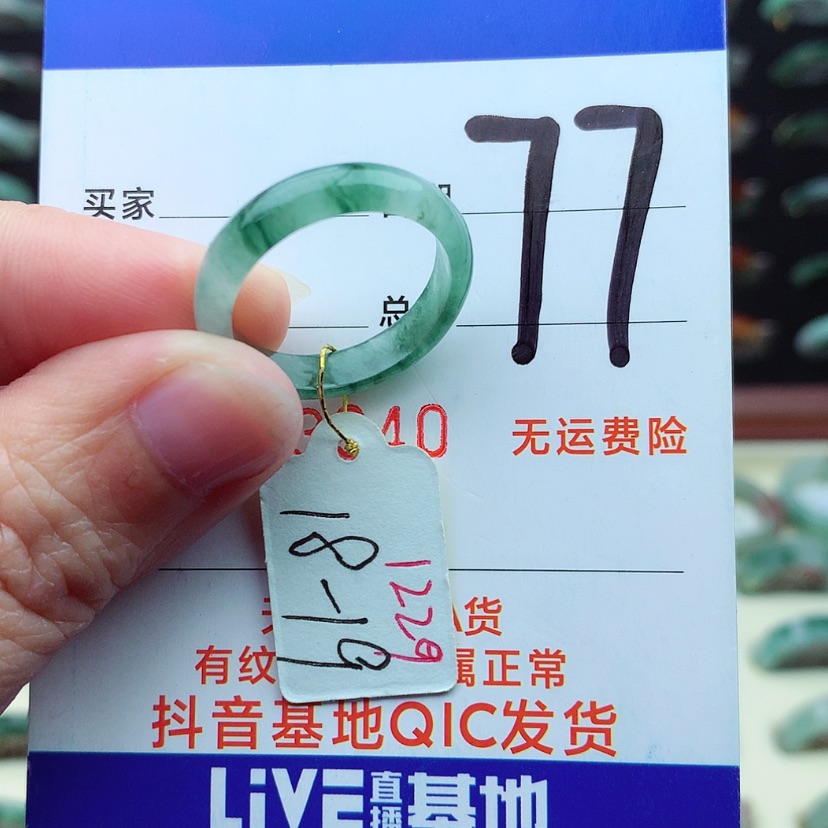 77
买家
总
40
无运费险
18-19
1229
货
有纹 属正常
抖音基地QIC发货
LiVE直播基地